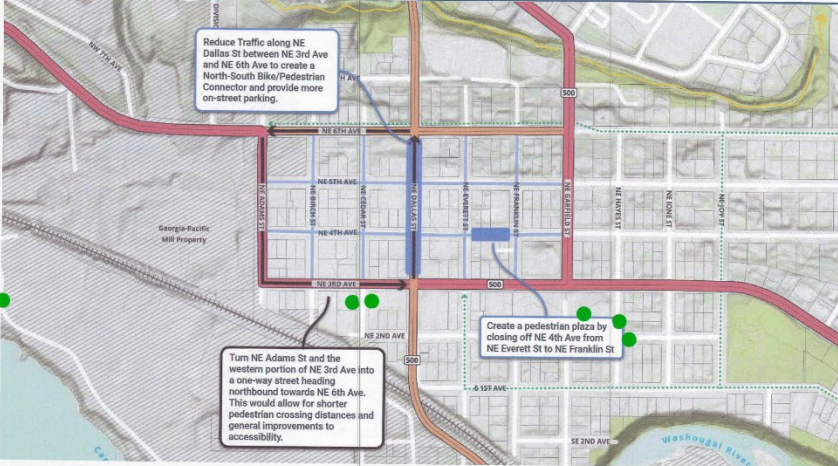 DIVISION
NW 7TH AVE
Reduce Traffic along NE
Dallas St between NE 3rd Ave
and NE 6th Ave to create a
North-South Bike/Pedestrian
Connector and provide more
on-street parking.
H AVE
500
NE 6TH AVE
NE 5TH AVE
NE 4TH AVE
NE 3RD AVE
NE ADAMS ST
NE BIRCH ST
NE CEDAR ST
NE DALLAS ST
NE EVERETT ST
NE FRANKLIN ST
NE GARFIELD ST
NE HAYES ST
NE IONE ST
NE JOY ST
Georgia-Pacific
Mill Property
500
NE 2ND AVE
500
Create a pedestrian plaza by
closing off NE 4th Ave from
NE Everett St to NE Franklin St
Turn NE Adams St and the
western portion of NE 3rd Ave into
a one-way street heading
northbound towards NE 6th Ave.
This would allow for shorter
pedestrian crossing distances and
general improvements to
accessibility.
E 1ST AVE
SE 2ND AVE
Washougal River